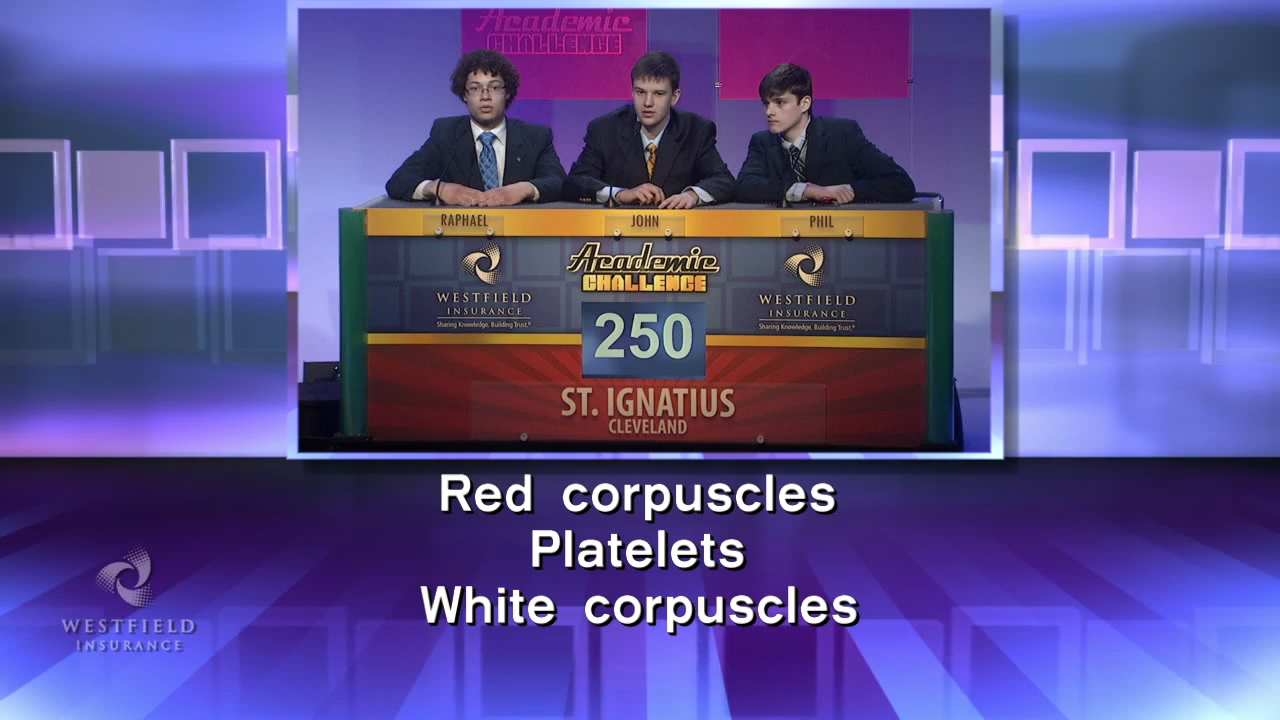 Academic
CHALLENGE
RAPHAEL
JOHN
PHIL
WESTFIELD
INSURANCE
Sharing Knowledge. Building Trust.®
Academic
CHALLENGE
250
WESTFIELD
INSURANCE
Sharing Knowledge. Building Trust.®
ST. IGNATIUS
CLEVELAND
Red corpuscles
Platelets
White corpuscles
WESTFIELD
INSURANCE